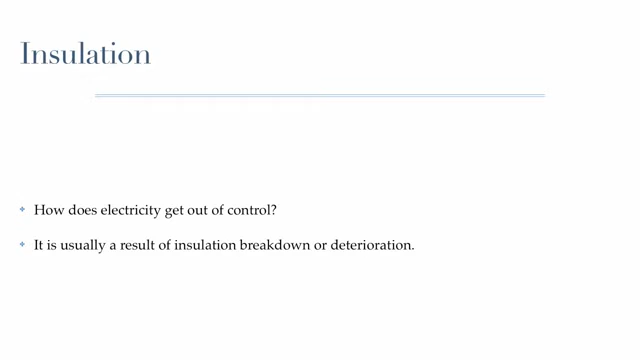 Insulation
How does electricity get out of control?
It is usually a result of insulation breakdown or deterioration.